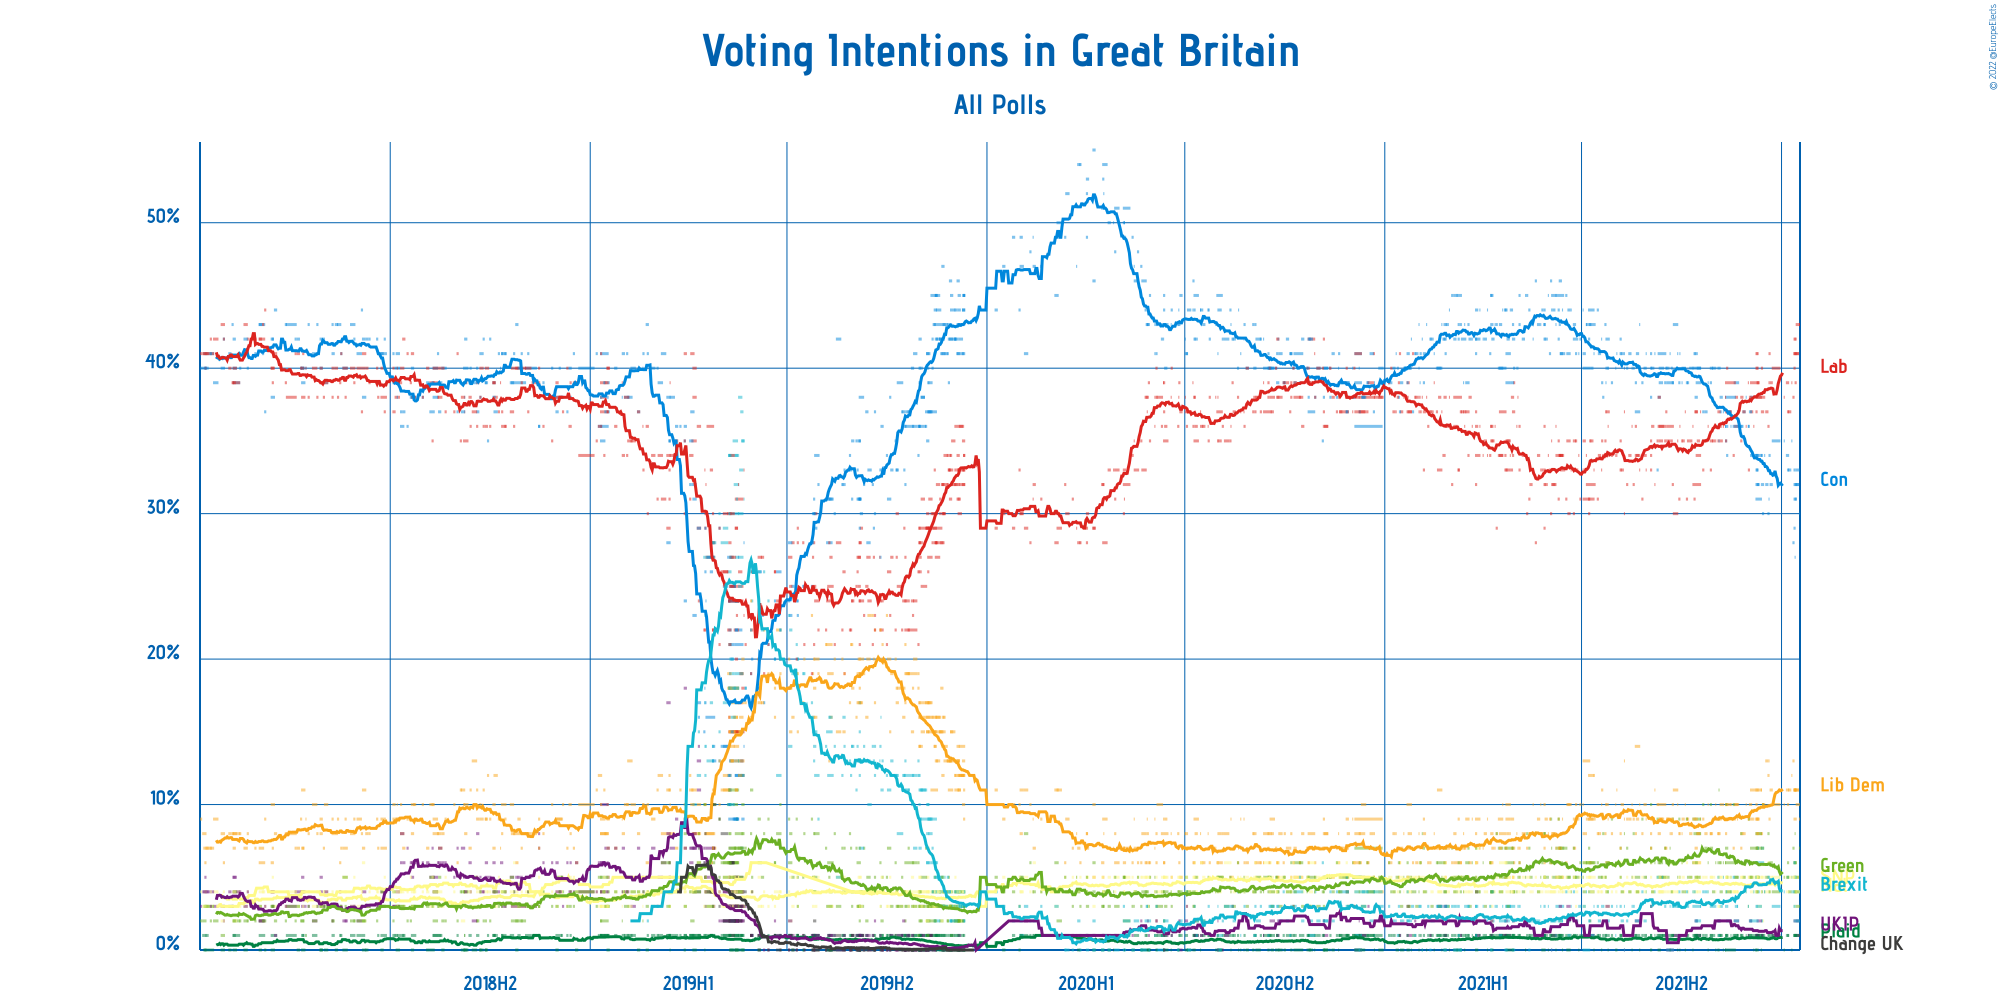 © 2022 @EuropeElects
Voting Intentions in Great Britain
All Polls
50%
40%
30%
20%
10%
0%
Lab
Con
Lib Dem
Green
Brexit
UKIP
Plaid
Change UK
2018H2
2019H1
2019H2
2020H1
2020H2
2021H1
2021H2